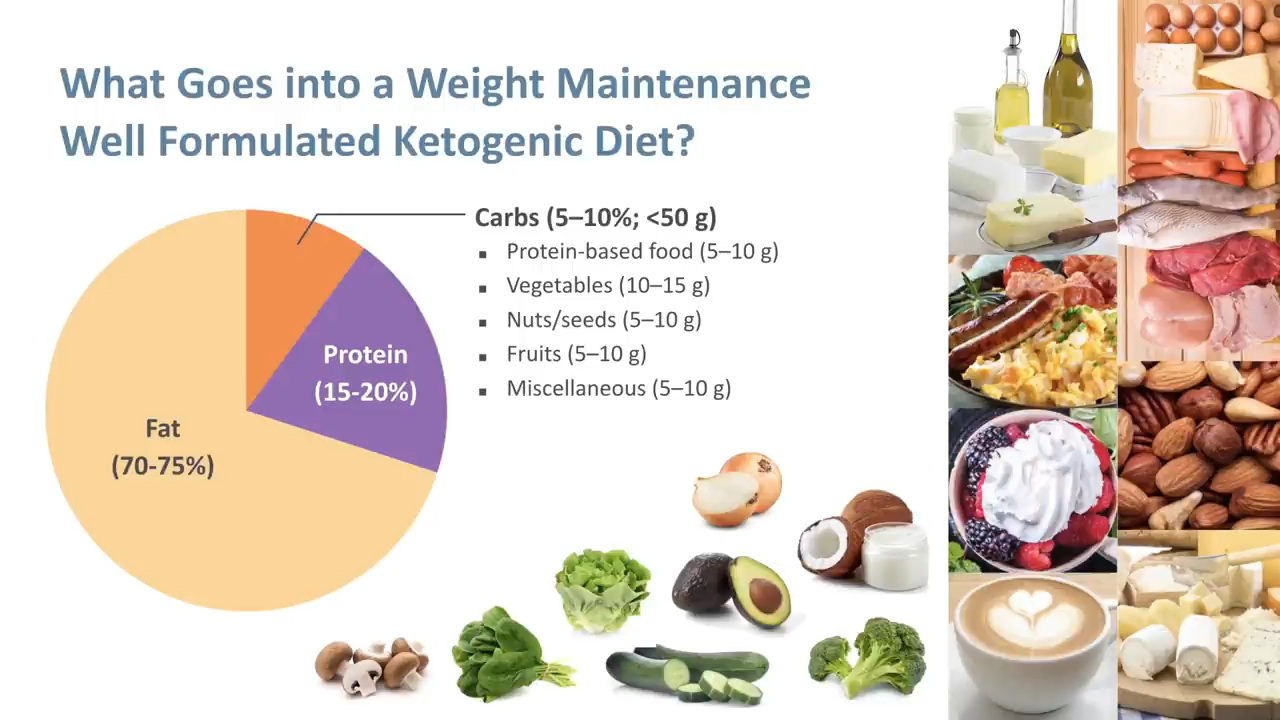 What Goes into a Weight Maintenance
Well Formulated Ketogenic Diet?
Carbs (5–10%; <50 g)
▪ Protein-based food (5–10 g)
▪ Vegetables (10–15 g)
▪ Nuts/seeds (5–10 g)
▪ Fruits (5–10 g)
▪ Miscellaneous (5–10 g)
Protein
(15-20%)
Fat
(70-75%)